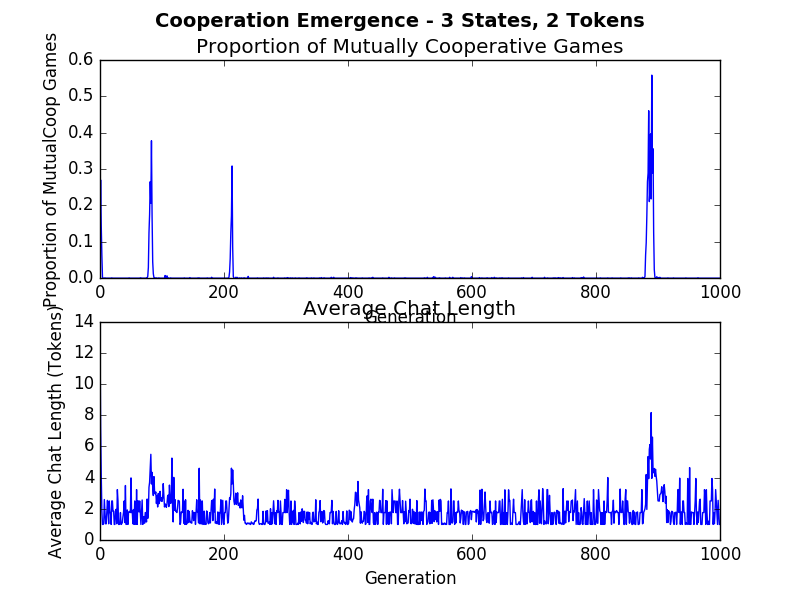 Cooperation Emergence - 3 States, 2 Tokens
Proportion of Mutually Cooperative Games
Proportion of MutualCoop Games
0.6
0.5
0.4
0.3
0.2
0.1
0.0
0 200 400 600 800 1000
Generation
Average Chat Length
Average Chat Length (Tokens)
14
12
10
8
6
4
2
0
0 200 400 600 800 1000
Generation